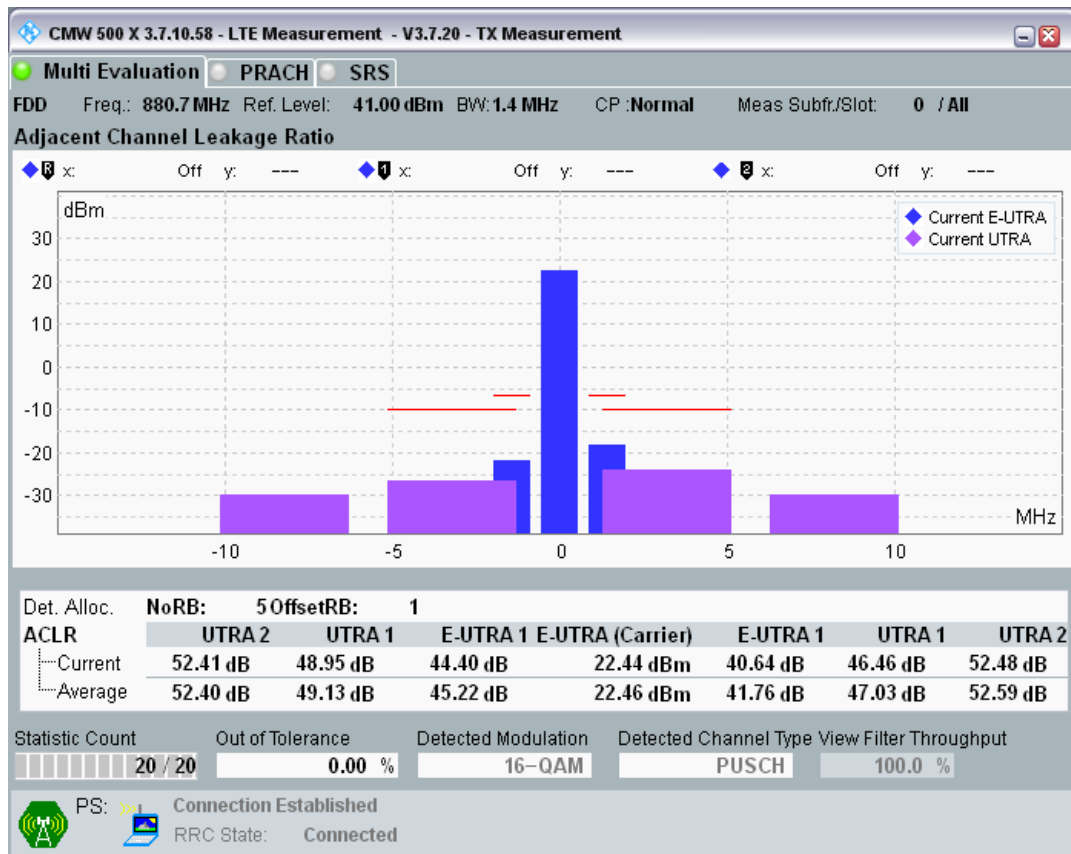 CMW 500 X 3.7.10.58 - LTE Measurement - V3.7.20 - TX Measurement
Multi Evaluation PRACH SRS
FDD Freq.: 880.7 MHz Ref. Level: 41.00 dBm BW: 1.4 MHz CP :Normal Meas Subfr./Slot: 0 / All
Adjacent Channel Leakage Ratio
R x: Off y: --- 1 x: Off y: --- 2 x: Off y: ---
dBm
Current E-UTRA
Current UTRA
30
20
10
0
-10
-20
-30
MHz
-10 -5 0 5 10
Det. Alloc. NoRB: 5 OffsetRB: 1
ACLR UTRA 2 UTRA 1 E-UTRA 1 E-UTRA (Carrier) E-UTRA 1 UTRA 1 UTRA 2
Current 52.41 dB 48.95 dB 44.40 dB 22.44 dBm 40.64 dB 46.46 dB 52.48 dB
Average 52.40 dB 49.13 dB 45.22 dB 22.46 dBm 41.76 dB 47.03 dB 52.59 dB
Statistic Count Out of Tolerance Detected Modulation Detected Channel Type View Filter Throughput
20 / 20 0.00 % 16-QAM PUSCH 100.0 %
PS: Connection Established
RRC State: Connected